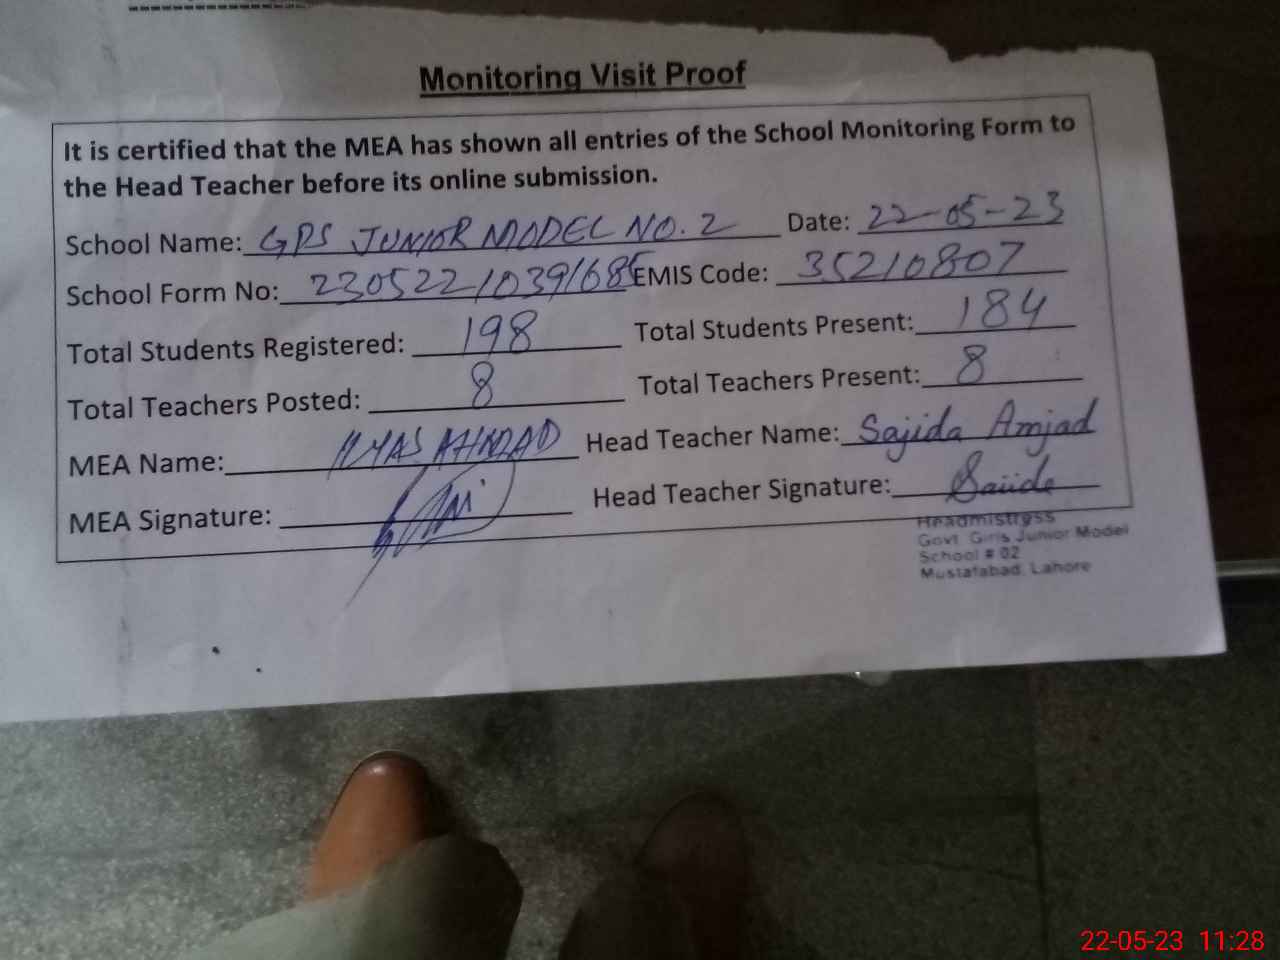 Monitoring Visit Proof
It is certified that the MEA has shown all entries of the School Monitoring Form to
the Head Teacher before its online submission.
School Name: GPS JUNIOR MODEL NO. 2 Date: 22-05-23
School Form No: 23052210391685 EMIS Code: 35210807
Total Students Registered: 198 Total Students Present: 184
Total Teachers Posted: 8 Total Teachers Present: 8
MEA Name: ILYAS AHMAD Head Teacher Name: Sajida Amjad
MEA Signature: Head Teacher Signature: Sajida
Headmistress
Govt. Girls Junior Model
School # 02
Mustafabad, Lahore
22-05-23 11:28